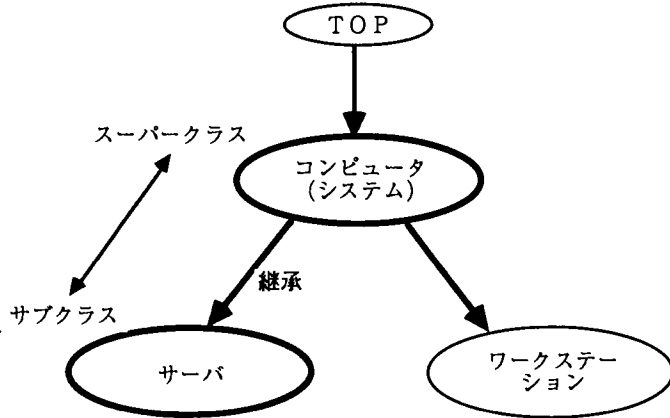 TOP
スーパークラス
コンピュータ
(システム)
継承
サブクラス
サーバ
ワークステー
ション